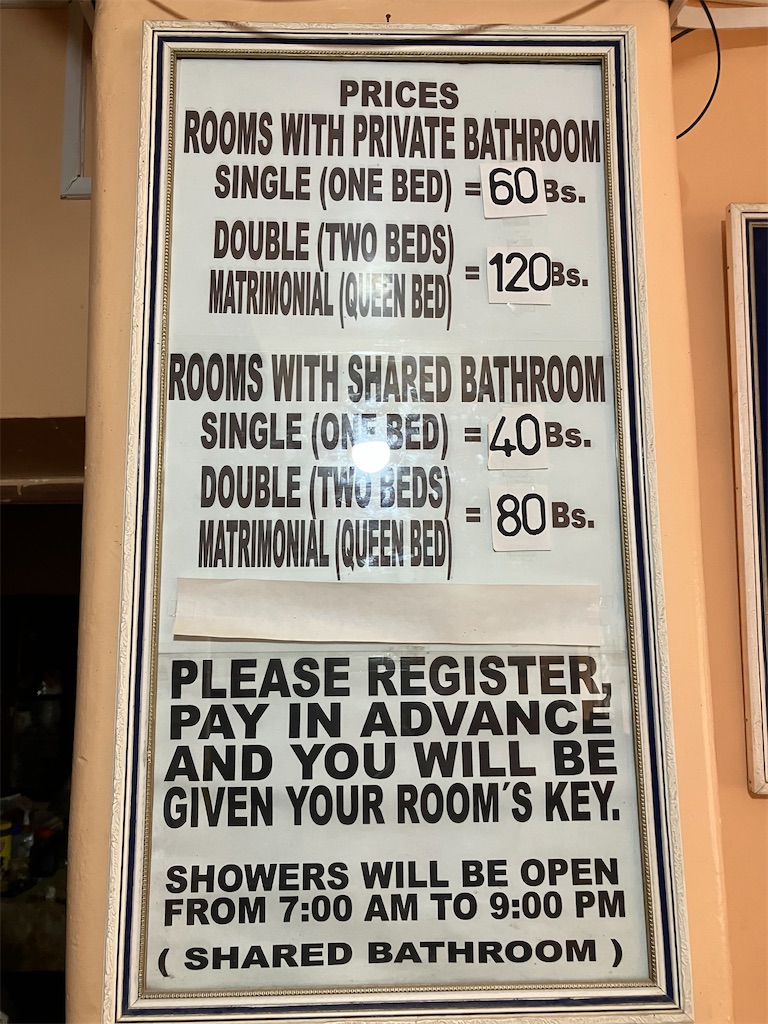 PRICES
ROOMS WITH PRIVATE BATHROOM
SINGLE (ONE BED) = 60 Bs.
DOUBLE (TWO BEDS)
MATRIMONIAL (QUEEN BED) = 120 Bs.
ROOMS WITH SHARED BATHROOM
SINGLE (ONE BED) = 40 Bs.
DOUBLE (TWO BEDS)
MATRIMONIAL (QUEEN BED) = 80 Bs.
PLEASE REGISTER,
PAY IN ADVANCE
AND YOU WILL BE
GIVEN YOUR ROOM´S KEY.
SHOWERS WILL BE OPEN
FROM 7:00 AM TO 9:00 PM
( SHARED BATHROOM )